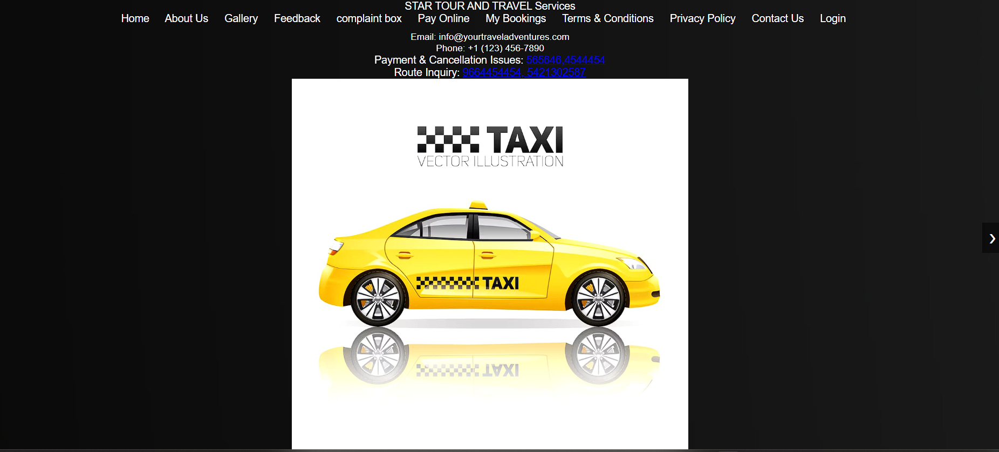 STAR TOUR AND TRAVEL Services
Home About Us Gallery Feedback complaint box Pay Online My Bookings Terms & Conditions Privacy Policy Contact Us Login
Email: info@yourtraveladventures.com
Phone: +1 (123) 456-7890
Payment & Cancellation Issues: 565646,4544454
Route Inquiry: 9664454454, 5421302587
TAXI
VECTOR ILLUSTRATION
TAXI
TAXI